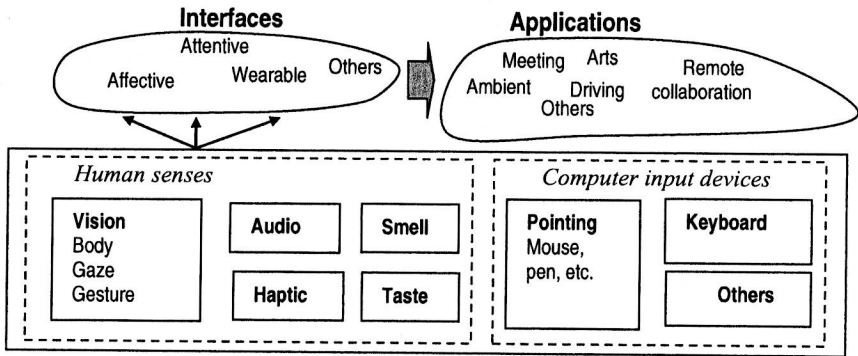 Interfaces
Applications
Attentive
Affective
Wearable
Others
Meeting
Arts
Ambient
Driving
Others
Remote
collaboration
Human senses
Vision
Body
Gaze
Gesture
Audio
Smell
Haptic
Taste
Computer input devices
Pointing
Mouse,
pen, etc.
Keyboard
Others